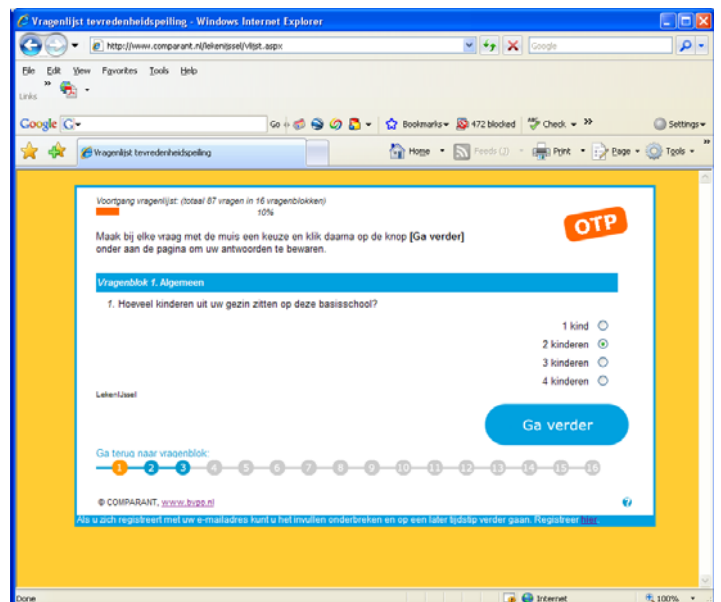 Vragenlijst tevredenheidspeiling - Windows Internet Explorer
http://www.comparant.nl/lekenijssel/vlijst.aspx
Google
File Edit View Favorites Tools Help
Links
Google G Go Bookmarks 472 blocked Check Settings
Vragenlijst tevredenheidspeiling Home Feeds (J) Print Page Tools
Voortgang vragenlijst: (totaal 87 vragen in 16 vragenblokken)
10%
OTP
Maak bij elke vraag met de muis een keuze en klik daarna op de knop [Ga verder]
onder aan de pagina om uw antwoorden te bewaren.
Vragenblok 1. Algemeen
1. Hoeveel kinderen uit uw gezin zitten op deze basisschool?
1 kind
2 kinderen
3 kinderen
4 kinderen
LekenIJssel
Ga verder
Ga terug naar vragenblok:
1 2 3 4 5 6 7 8 9 10 11 12 13 14 15 16
© COMPARANT, www.bvpo.nl
?
Als u zich registreert met uw e-mailadres kunt u het invullen onderbreken en op een later tijdstip verder gaan. Registreer hier.
Done Internet 100%